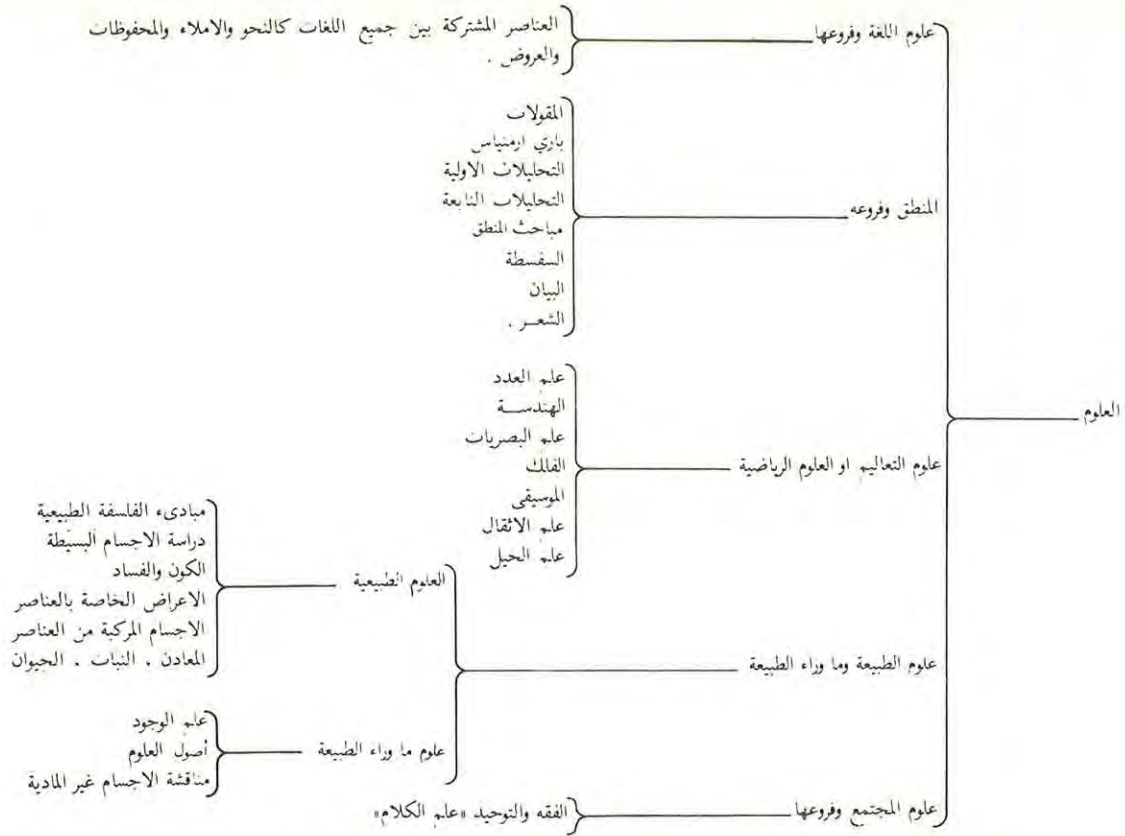 العلوم
علوم اللغة وفروعها
العناصر المشتركة بين جميع اللغات كالنحو والاملاء والمحفوظات
والعروض .
المنطق وفروعه
المقولات
باري ارمنياس
التحليلات الاولية
التحليلات التابعة
مباحث المنطق
السفسطة
البيان
الشعـر .
علوم التعاليم او العلوم الرياضية
علم العدد
الهندســة
علم البصريات
الفلك
الموسيقى
علم الاثقال
علم الحيل
علوم الطبيعة وما وراء الطبيعة
العلوم الطبيعية
مبادىء الفلسفة الطبيعية
دراسة الاجسام البسيطة
الكون والفساد
الاعراض الخاصة بالعناصر
الاجسام المركبة من العناصر
المعادن . النبات . الحيوان
علوم ما وراء الطبيعة
علم الوجود
أصول العلوم
مناقشة الاجسام غير المادية
علوم المجتمع وفروعها
الفقه والتوحيد «علم الكلام»